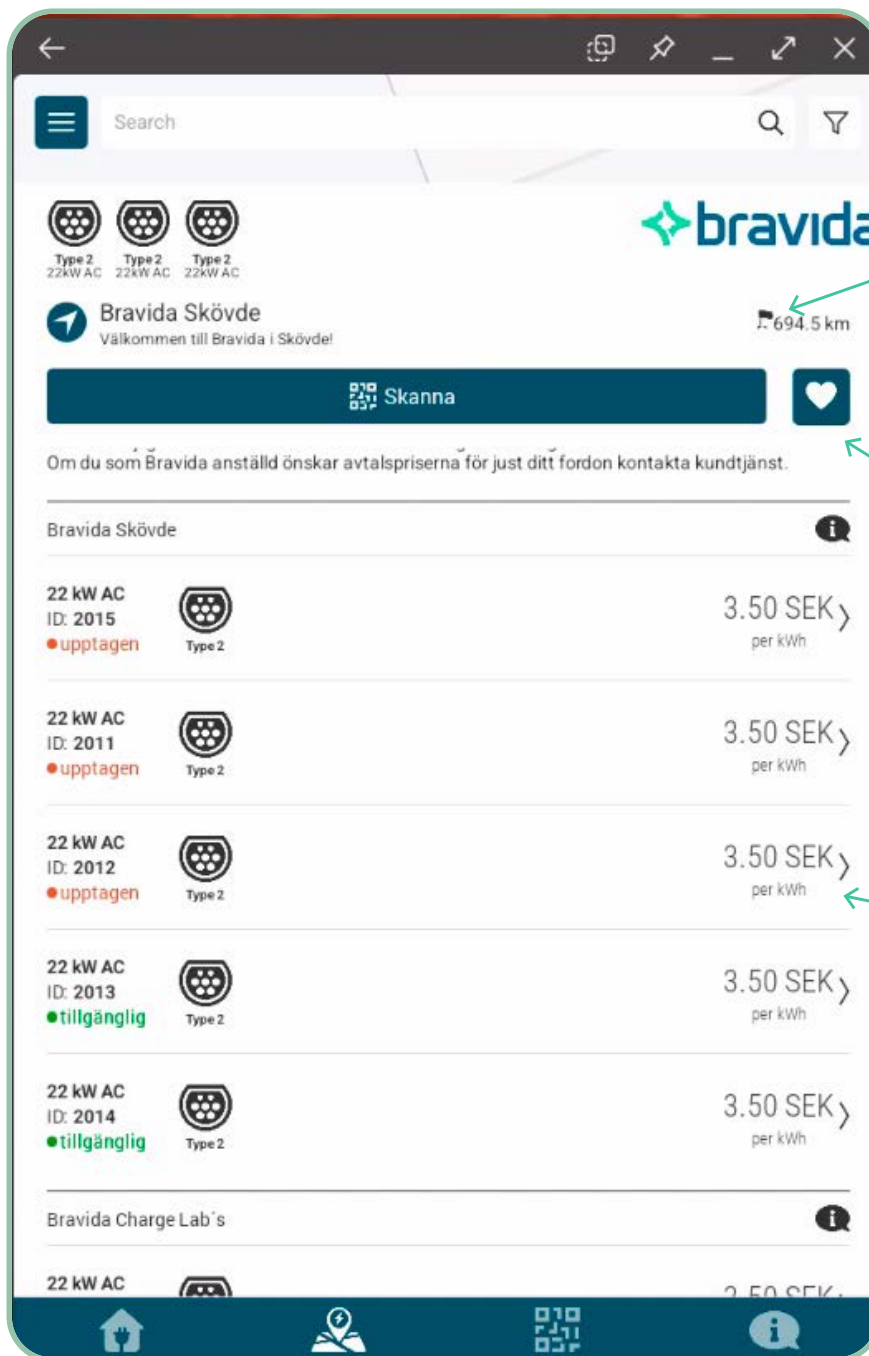 Search
bravida
Type 2 Type 2 Type 2
22kW AC 22kW AC 22kW AC
Bravida Skövde
694.5 km
Välkommen till Bravida i Skövde!
Skanna
Om du som Bravida anställd önskar avtalspriserna för just ditt fordon kontakta kundtjänst.
Bravida Skövde
22 kW AC
ID: 2015
upptagen
Type 2
3.50 SEK
per kWh
22 kW AC
ID: 2011
upptagen
Type 2
3.50 SEK
per kWh
22 kW AC
ID: 2012
upptagen
Type 2
3.50 SEK
per kWh
22 kW AC
ID: 2013
tillgänglig
Type 2
3.50 SEK
per kWh
22 kW AC
ID: 2014
tillgänglig
Type 2
3.50 SEK
per kWh
Bravida Charge Lab´s
22 kW AC